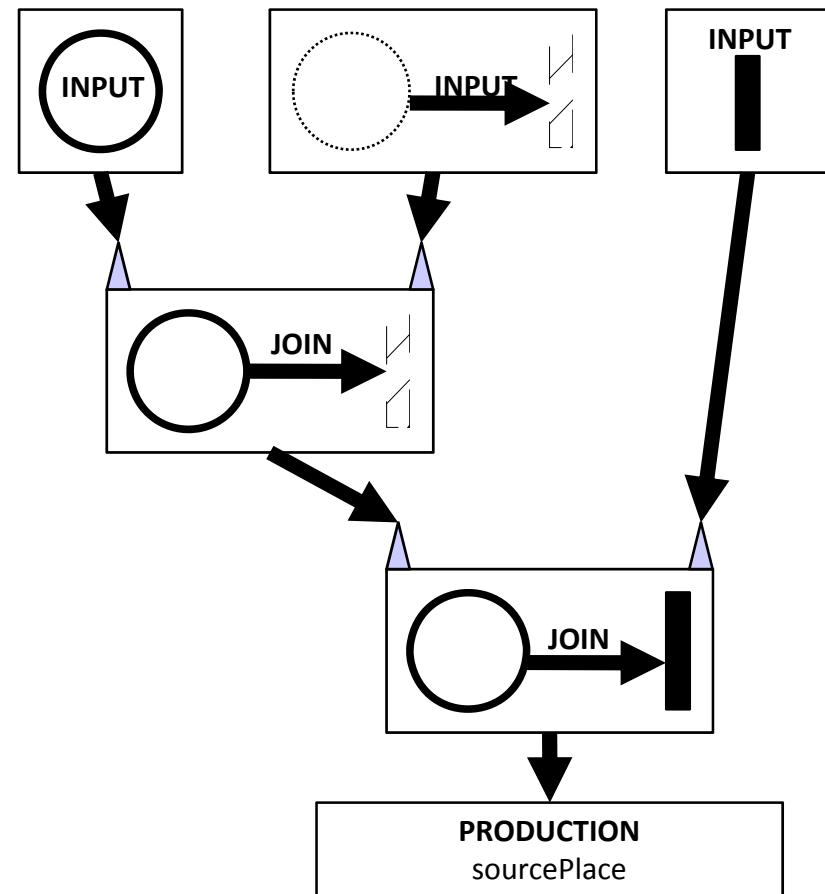 INPUT
INPUT
INPUT
JOIN
JOIN
PRODUCTION
sourcePlace